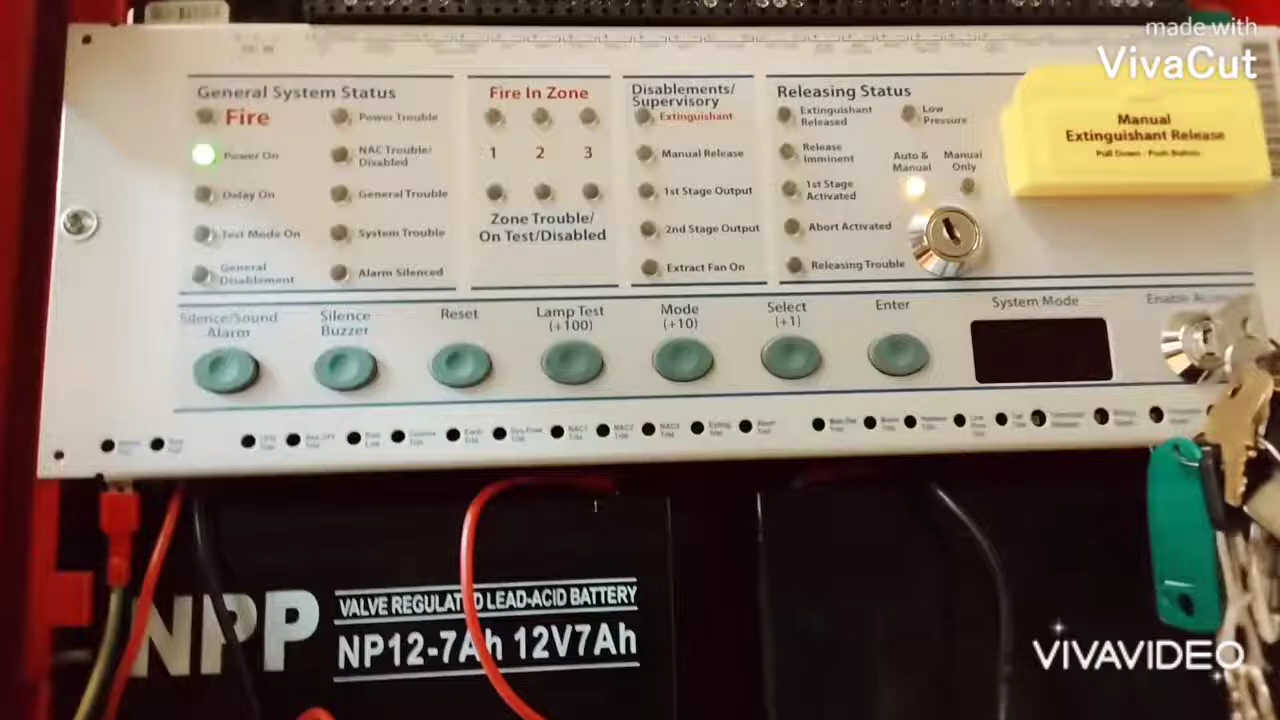 made with
VivaCut
General System Status
Fire
Power On
Delay On
Test Mode On
General
Disablement
Power Trouble
NAC Trouble/
Disabled
General Trouble
System Trouble
Alarm Silenced
Fire In Zone
1 2 3
Zone Trouble/
On Test/Disabled
Disablements/
Supervisory
Extinguishant
Manual Release
1st Stage Output
2nd Stage Output
Extract Fan On
Releasing Status
Extinguishant
Released
Release
Imminent
1st Stage
Activated
Abort Activated
Releasing Trouble
Low
Pressure
Auto &
Manual
Manual
Only
Manual
Extinguishant Release
Pull Down - Push Button
Silence/Sound
Alarm
Silence
Buzzer
Reset
Lamp Test
(+100)
Mode
(+10)
Select
(+1)
Enter
System Mode
Enable
NPP
VALVE REGULATED LEAD-ACID BATTERY
NP12-7Ah 12V7Ah
VIVAVIDEO